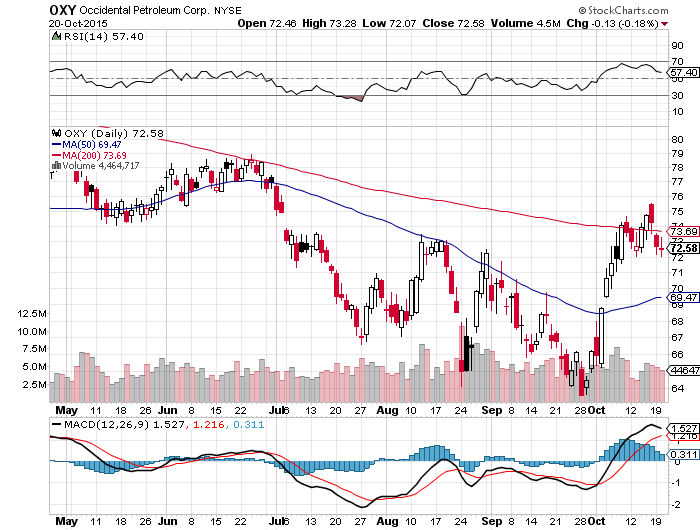 OXY Occidental Petroleum Corp. NYSE © StockCharts.com
20-Oct-2015 Open 72.46 High 73.28 Low 72.07 Close 72.58 Volume 4.5M Chg -0.13 (-0.18%)
RSI(14) 57.40
90
70
57.40
50
30
10
OXY (Daily) 72.58
MA(50) 69.47
MA(200) 73.69
Volume 4,464,717
80
79
78
77
76
75
74
73.69
73
72.58
72
71
70
69.47
69
68
67
66
44647
65
64
12.5M
10.0M
7.5M
5.0M
2.5M
May 11 18 26 Jun 8 15 22 Jul 6 13 20 27 Aug 10 17 24 Sep 8 14 21 28 Oct 12 19
MACD(12,26,9) 1.527, 1.216, 0.311
1.527
1.216
0.311
0
-1
-2
May 11 18 26 Jun 8 15 22 Jul 6 13 20 27 Aug 10 17 24 Sep 8 14 21 28 Oct 12 19